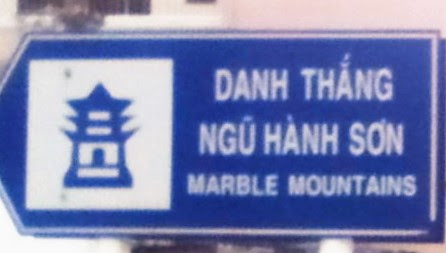 DANH THẮNG
NGŨ HÀNH SƠN
MARBLE MOUNTAINS